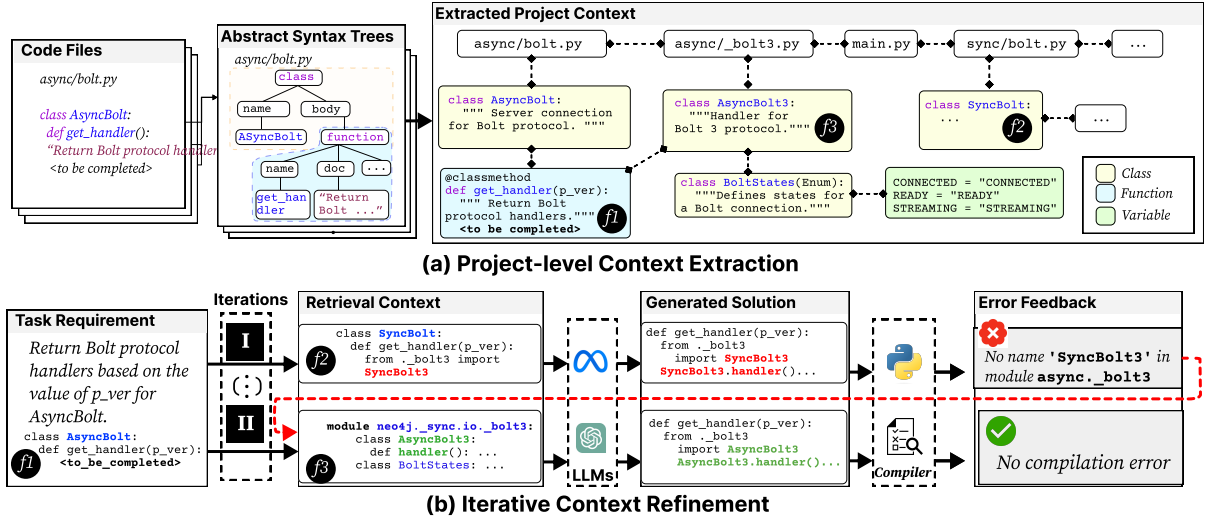 Code Files
async/bolt.py
class AsyncBolt:
def get_handler():
“Return Bolt protocol handler
<to be completed>
Abstract Syntax Trees
async/bolt.py
class
name
body
ASyncBolt
function
name
doc
...
get_han
dler
“Return
Bolt ...”
Extracted Project Context
async/bolt.py
async/_bolt3.py
main.py
sync/bolt.py
...
class AsyncBolt:
""" Server connection
for Bolt protocol. """
class AsyncBolt3:
"""Handler for
Bolt 3 protocol."""
f3
class SyncBolt:
...
f2
...
@classmethod
def get_handler(p_ver):
""" Return Bolt
protocol handlers."""
<to be completed>
f1
class BoltStates(Enum):
"""Defines states for
a Bolt connection."""
CONNECTED = "CONNECTED"
READY = "READY"
STREAMING = "STREAMING"
Class
Function
Variable
(a) Project-level Context Extraction
Task Requirement
Return Bolt protocol
handlers based on the
value of p_ver for
AsyncBolt.
class AsyncBolt:
def get_handler(p_ver):
<to_be_completed>
f1
Iterations
I
(:)
II
Retrieval Context
class SyncBolt:
def get_handler(p_ver):
from ._bolt3 import
SyncBolt3
f2
module neo4j._sync.io._bolt3:
class AsyncBolt3:
def handler(): ...
class BoltStates: ...
f3
LLMs
Generated Solution
def get_handler(p_ver):
from ._bolt3
import SyncBolt3
SyncBolt3.handler()...
def get_handler(p_ver):
from ._bolt3
import AsyncBolt3
AsyncBolt3.handler()...
Compiler
Error Feedback
No name 'SyncBolt3' in
module async._bolt3
No compilation error
(b) Iterative Context Refinement